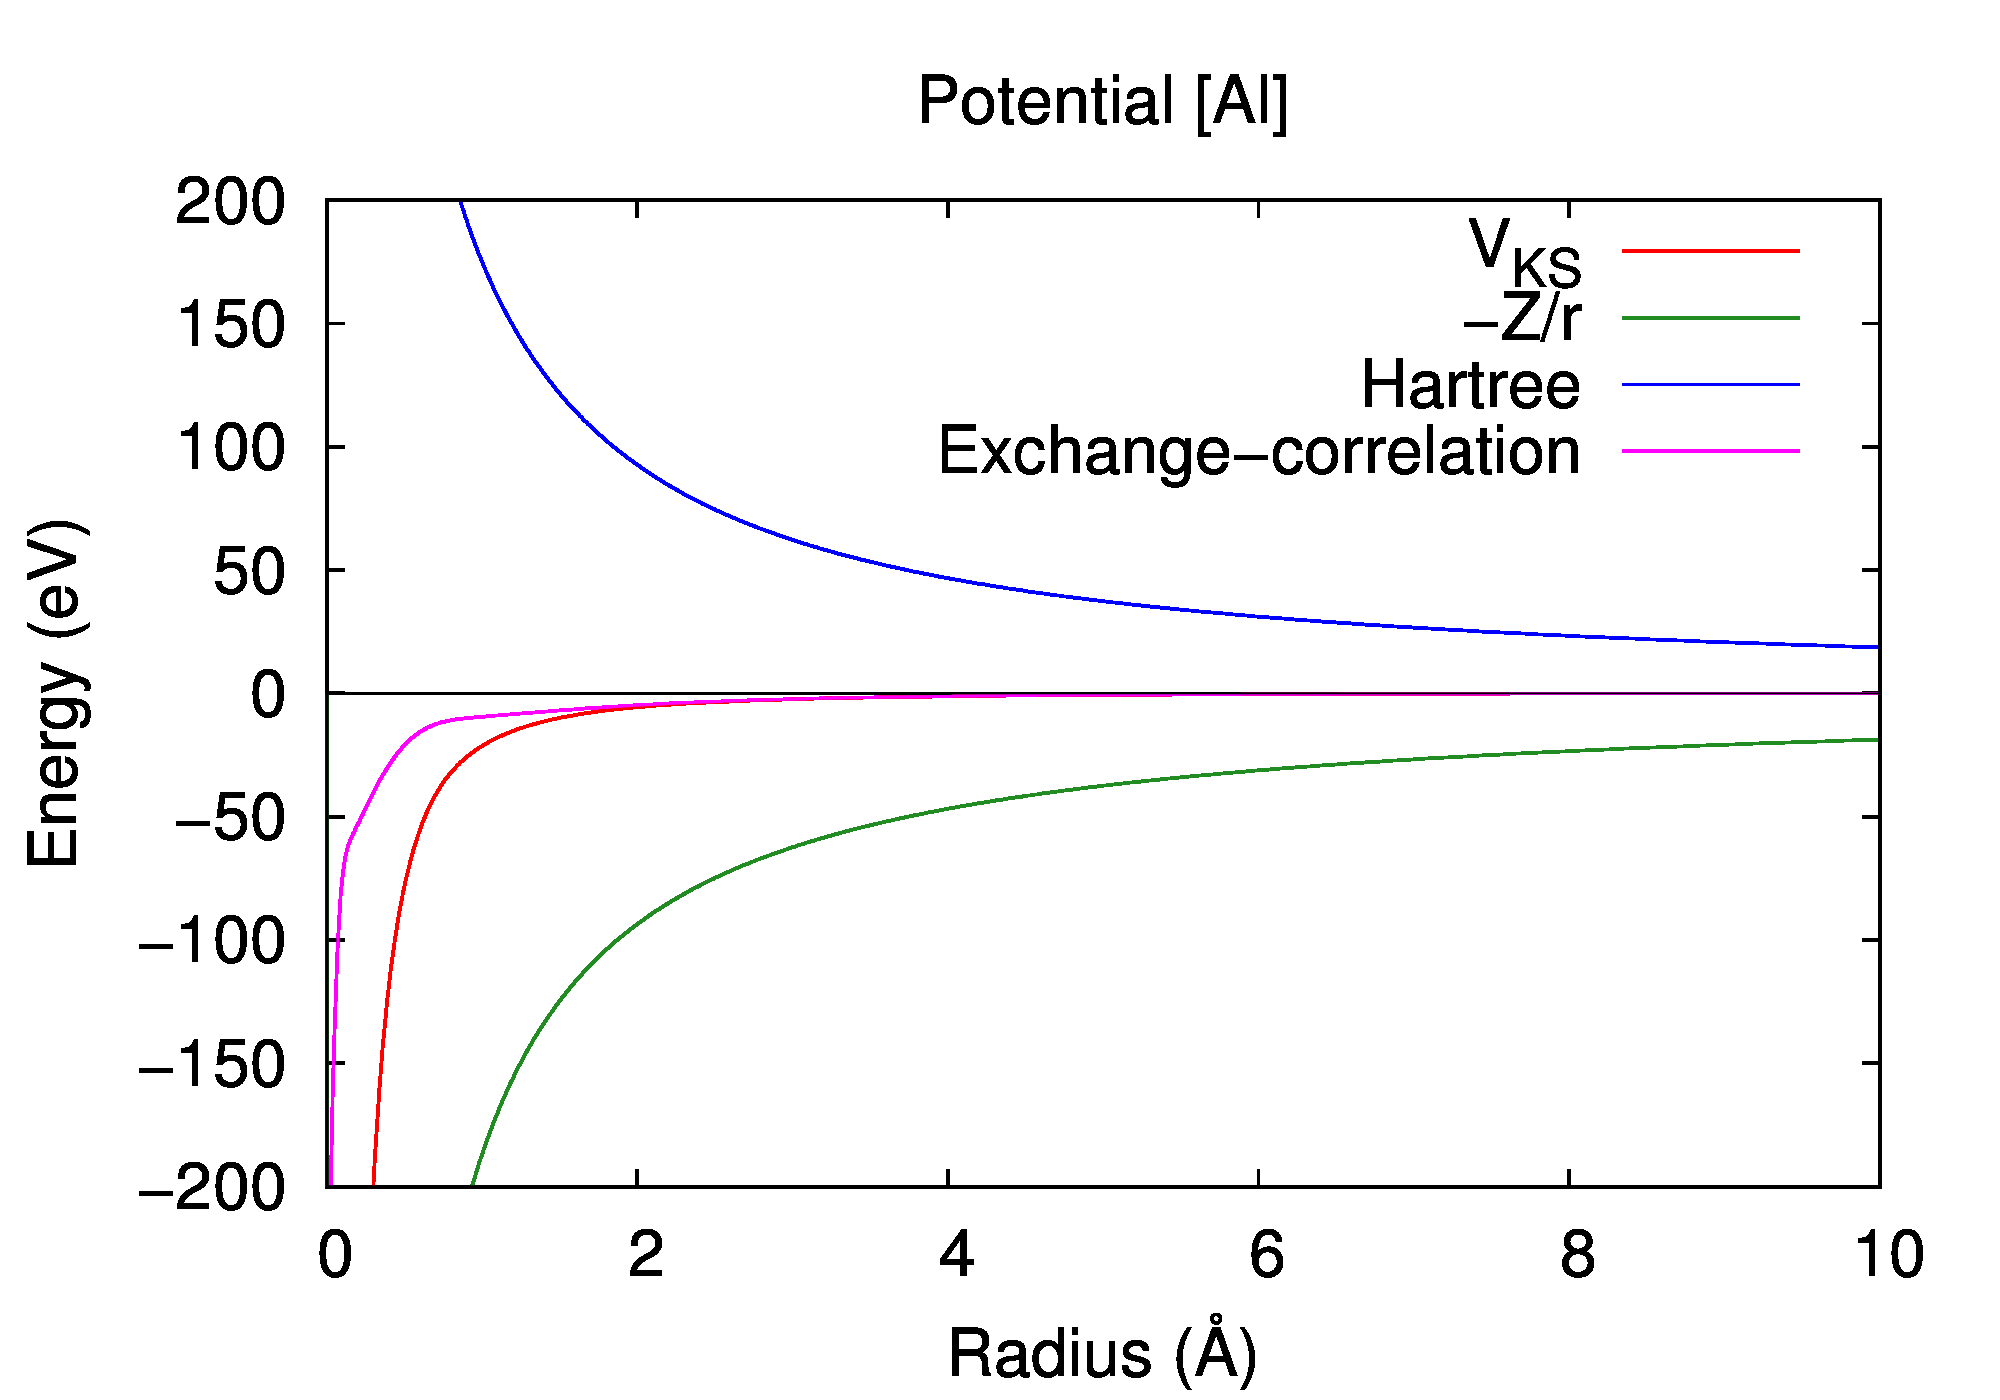 Potential [Al]
200
150
100
50
0
−50
−100
−150
−200
Energy (eV)
V_KS
−Z/r
Hartree
Exchange−correlation
0 2 4 6 8 10
Radius (Å)